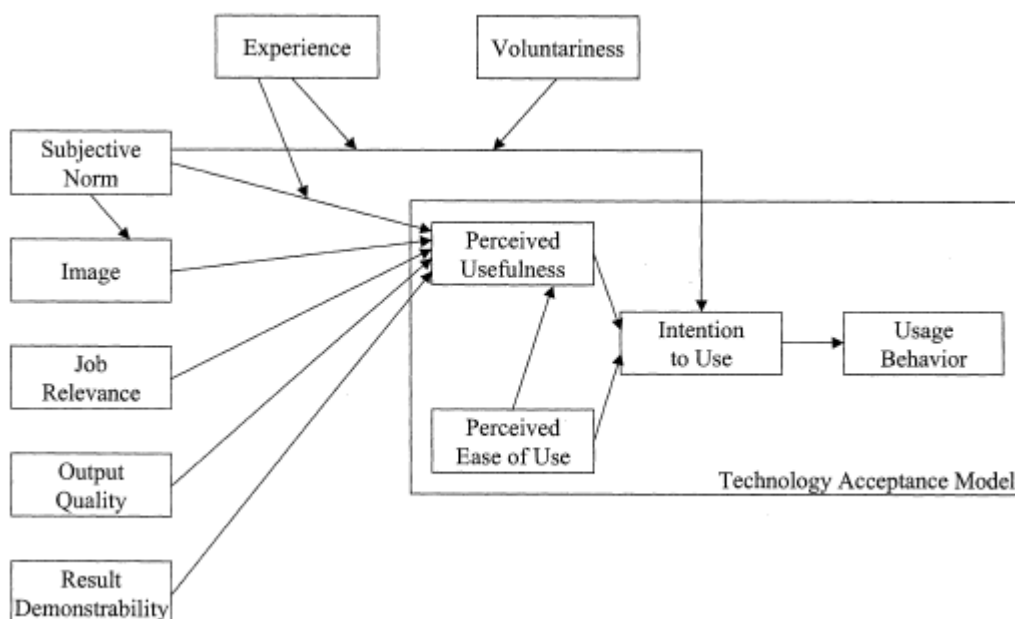 Experience
Voluntariness
Subjective
Norm
Image
Perceived
Usefulness
Intention
to Use
Usage
Behavior
Job
Relevance
Perceived
Ease of Use
Output
Quality
Technology Acceptance Model
Result
Demonstrability